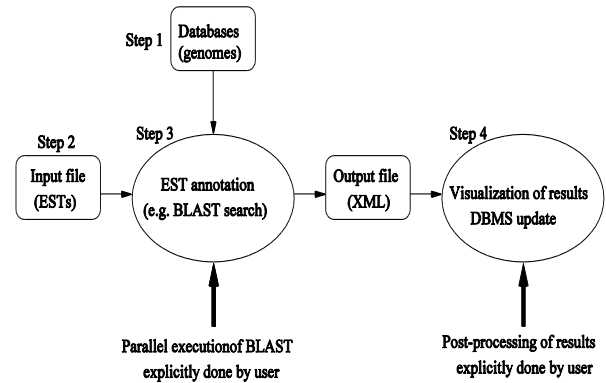 Step 1
Databases
(genomes)
Step 2
Input file
(ESTs)
Step 3
EST annotation
(e.g. BLAST search)
Output file
(XML)
Step 4
Visualization of results
DBMS update
Parallel executionof BLAST
explicitly done by user
Post-processing of results
explicitly done by user